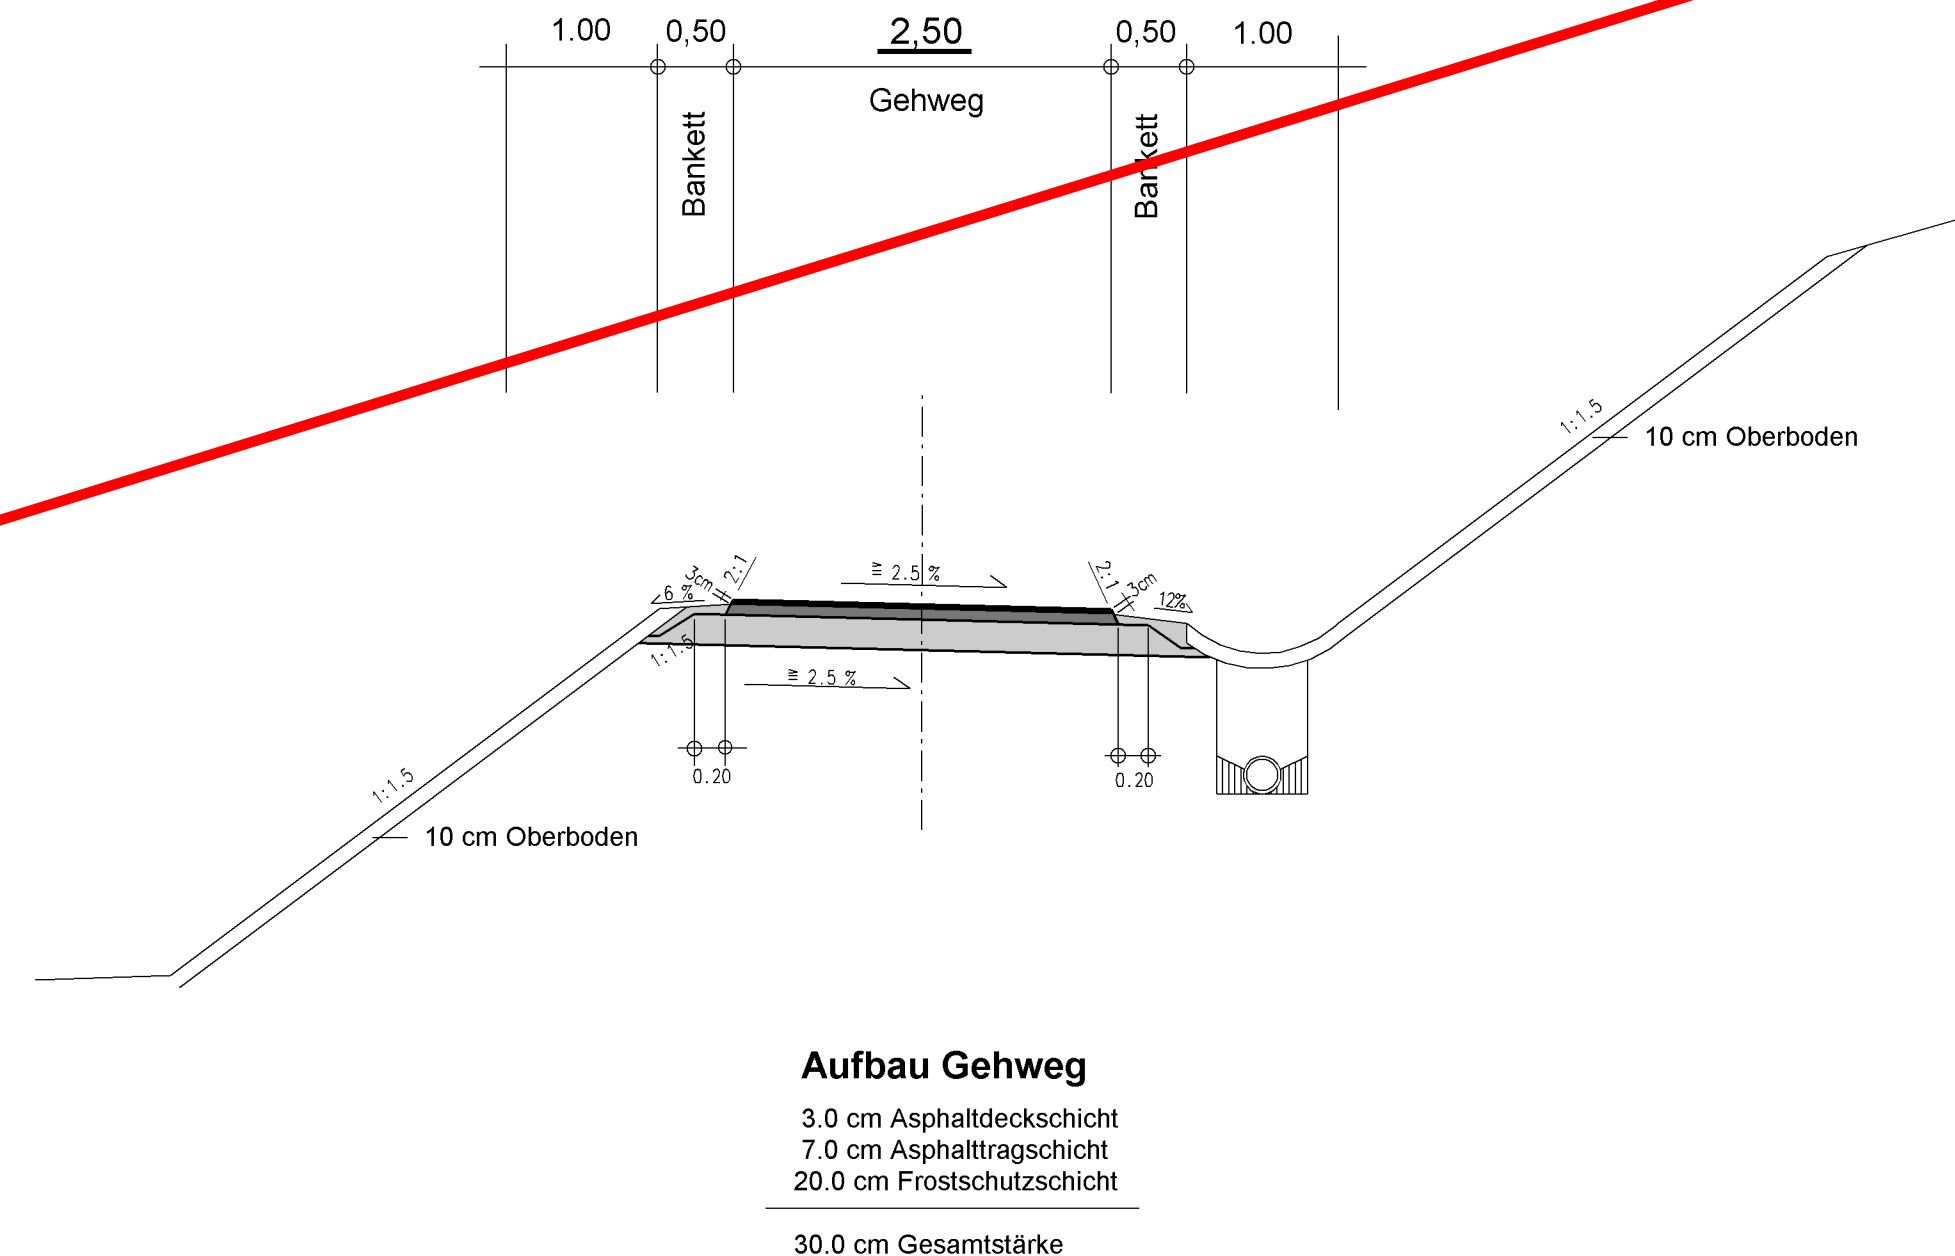 1.00 0,50 2,50 0,50 1.00
Gehweg
Bankett
Bankett
1:1.5
10 cm Oberboden
6 %
3cm
2:1
≧ 2.5 %
2:1
3cm
12%
1:1.5
≧ 2.5 %
0.20
0.20
1:1.5
10 cm Oberboden
Aufbau Gehweg
3.0 cm Asphaltdeckschicht
7.0 cm Asphalttragschicht
20.0 cm Frostschutzschicht
30.0 cm Gesamtstärke